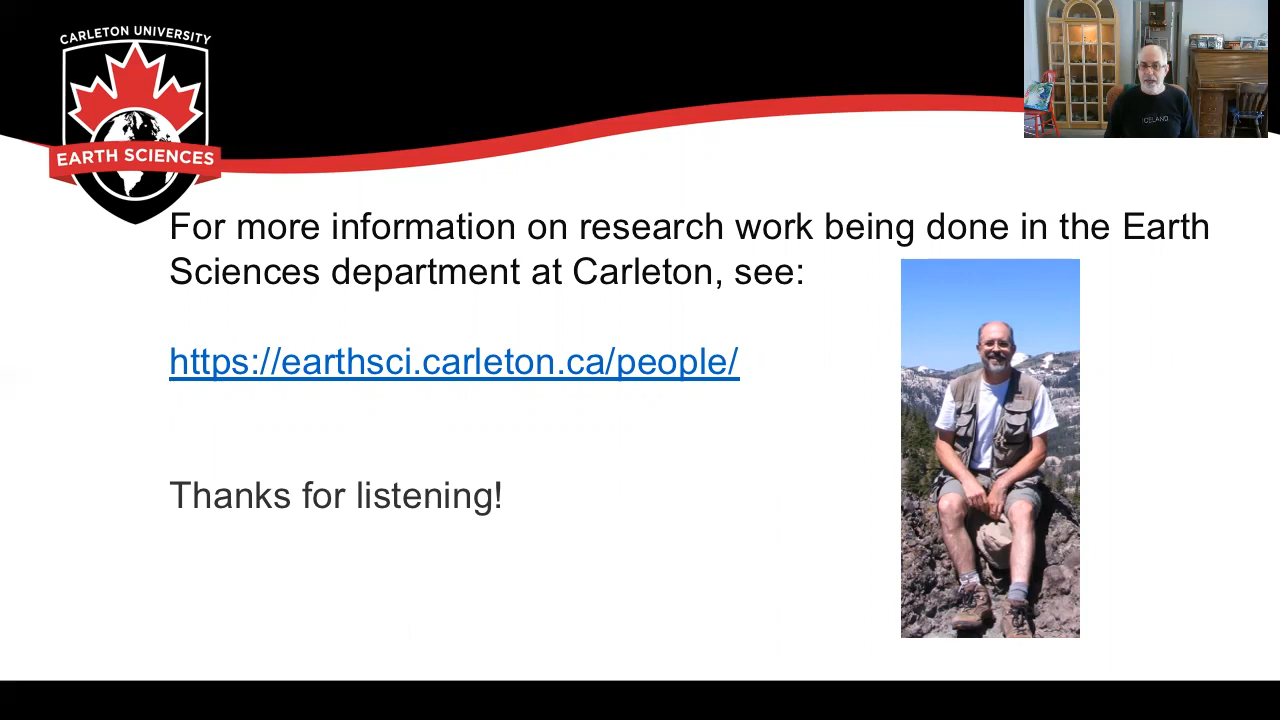 CARLETON UNIVERSITY
EARTH SCIENCES
ICELAND
For more information on research work being done in the Earth
Sciences department at Carleton, see:
https://earthsci.carleton.ca/people/
Thanks for listening!